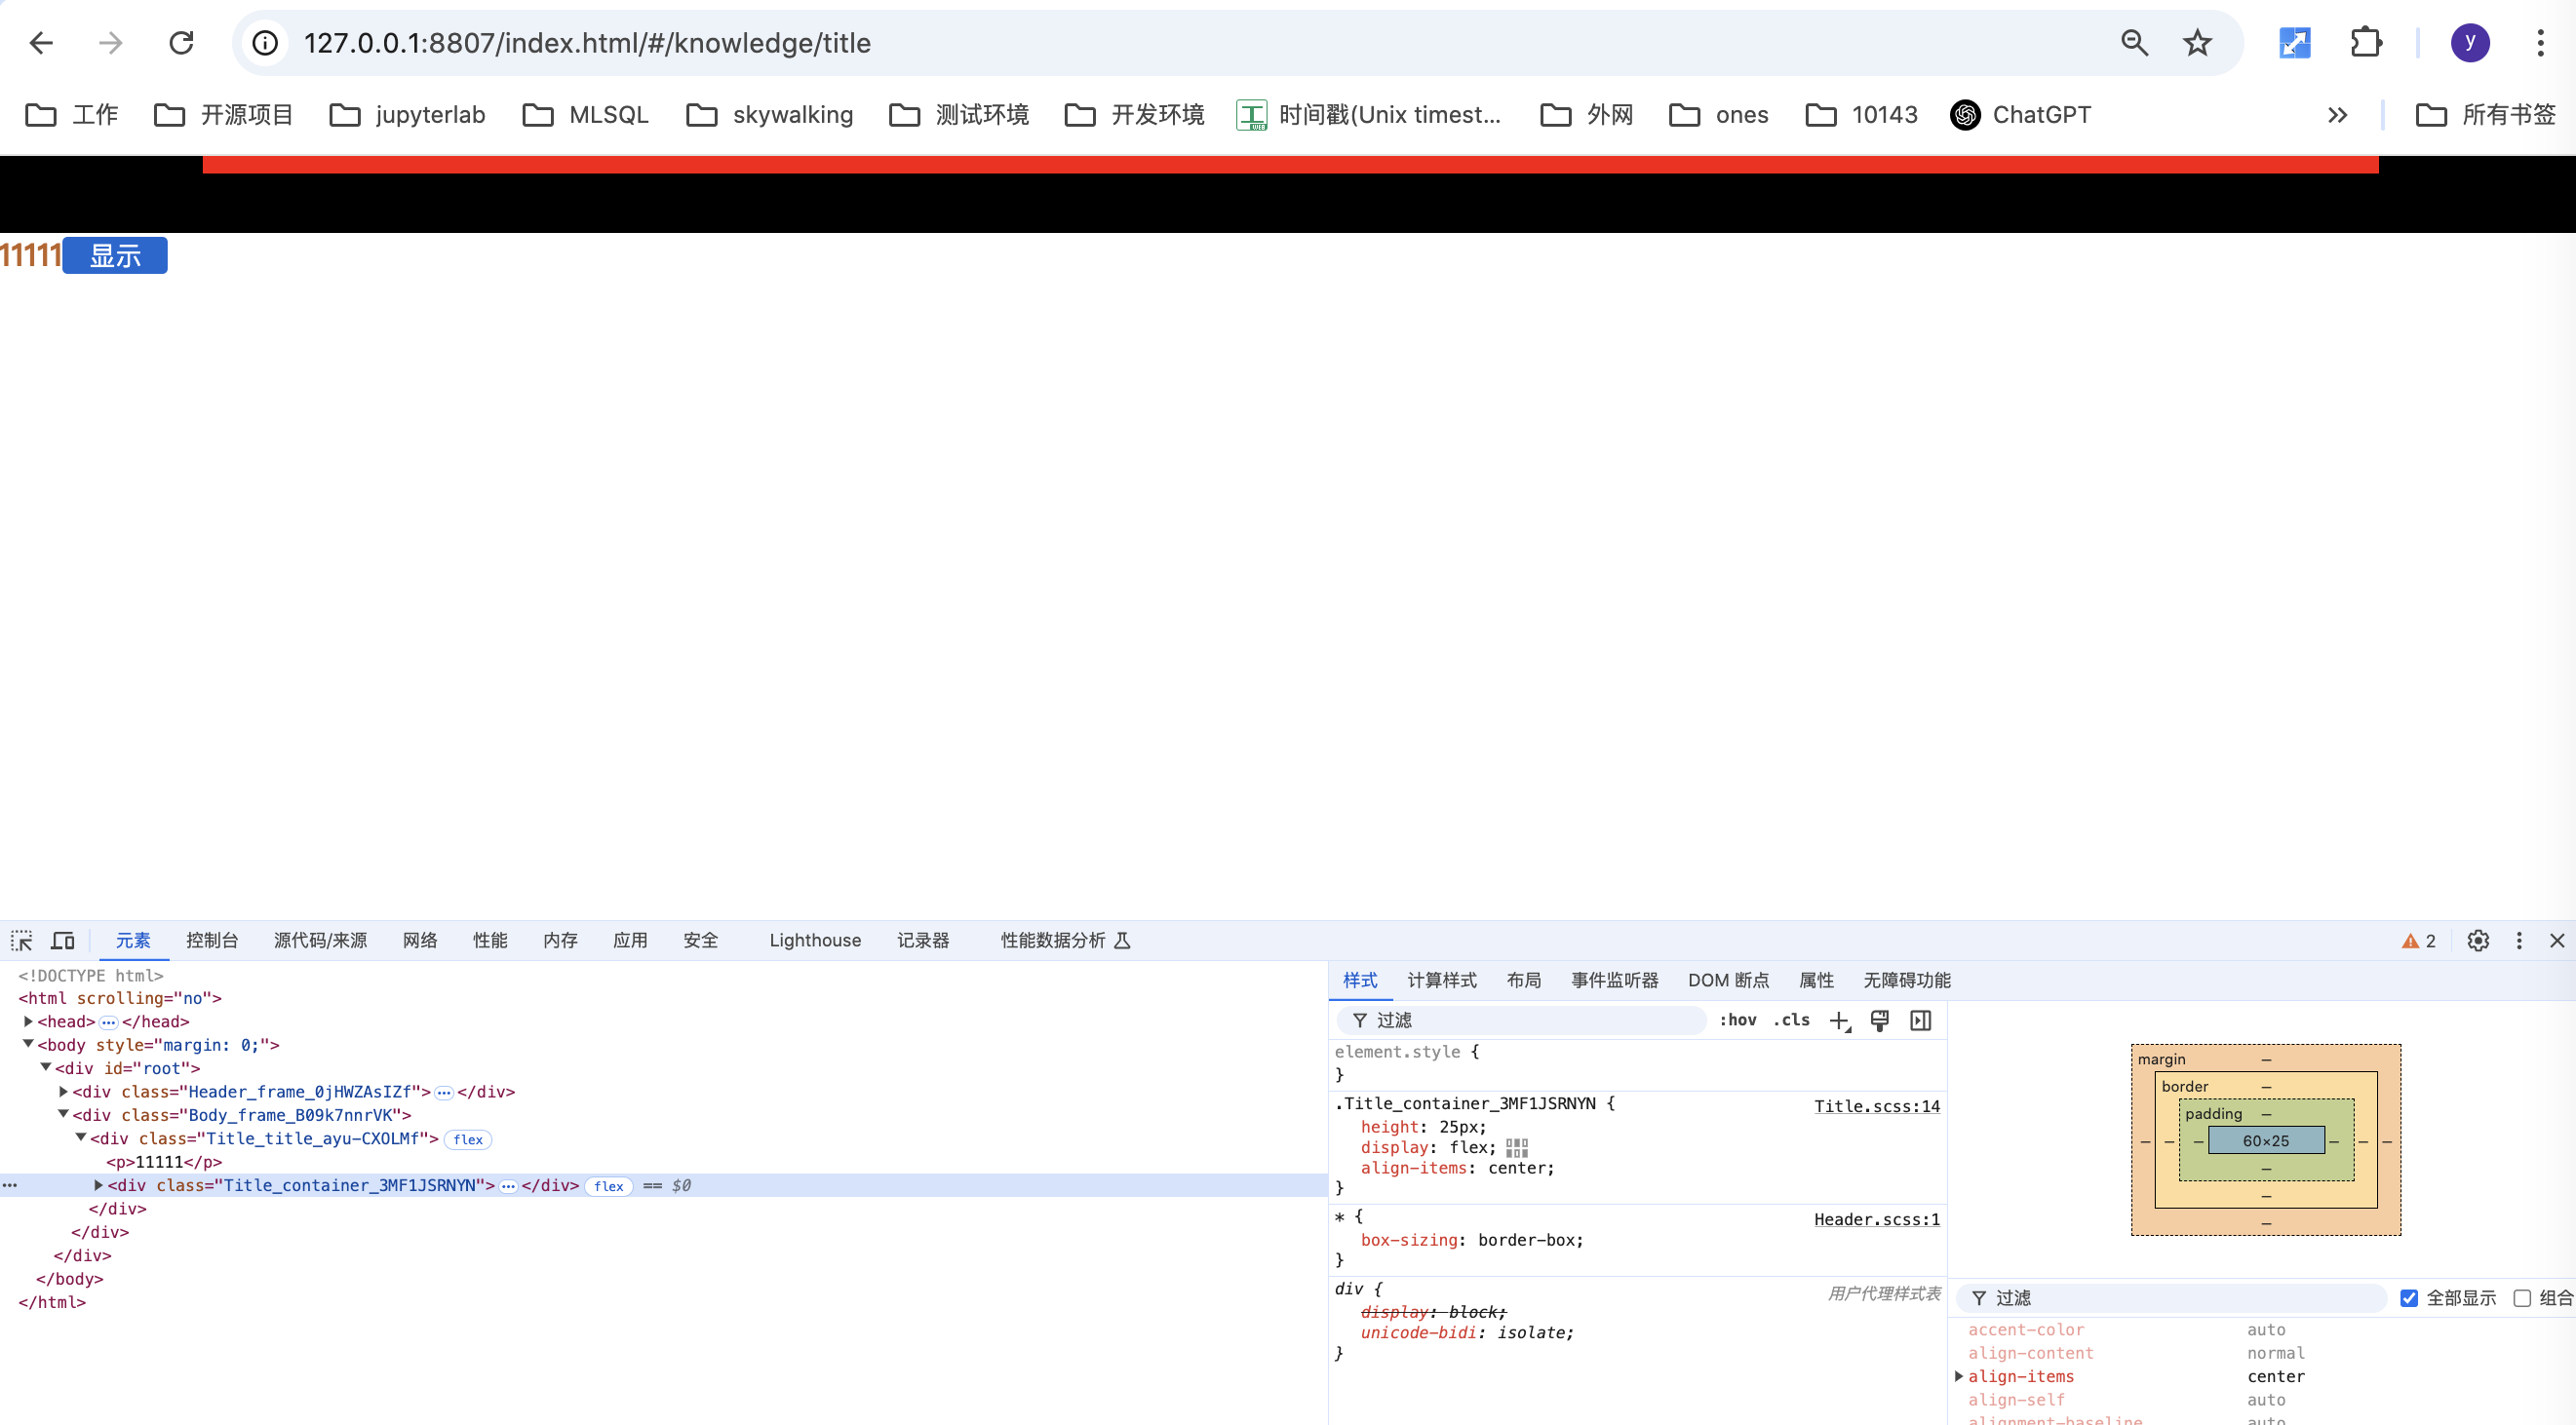 127.0.0.1:8807/index.html/#/knowledge/title
y
工作 开源项目 jupyterlab MLSQL skywalking 测试环境 开发环境 时间戳(Unix timest... 外网 ones 10143 ChatGPT 所有书签
11111 显示
元素 控制台 源代码/来源 网络 性能 内存 应用 安全 Lighthouse 记录器 性能数据分析 2
<!DOCTYPE html>
<html scrolling="no">
<head>…</head>
<body style="margin: 0;">
<div id="root">
<div class="Header_frame_0jHWZAsIZf">…</div>
<div class="Body_frame_B09k7nnrVK">
<div class="Title_title_ayu-CXOLMf"> flex
<p>11111</p>
<div class="Title_container_3MF1JSRNYN">…</div> flex == $0
</div>
</div>
</div>
</body>
</html>
样式 计算样式 布局 事件监听器 DOM 断点 属性 无障碍功能
过滤 :hov .cls
element.style {
}
.Title_container_3MF1JSRNYN { Title.scss:14
height: 25px;
display: flex;
align-items: center;
}
* { Header.scss:1
box-sizing: border-box;
}
div { 用户代理样式表
display: block;
unicode-bidi: isolate;
}
margin –
border –
padding –
– – – 60×25 – – –
–
–
–
过滤 全部显示 组合
accent-color auto
align-content normal
align-items center
align-self auto
alignment-baseline auto